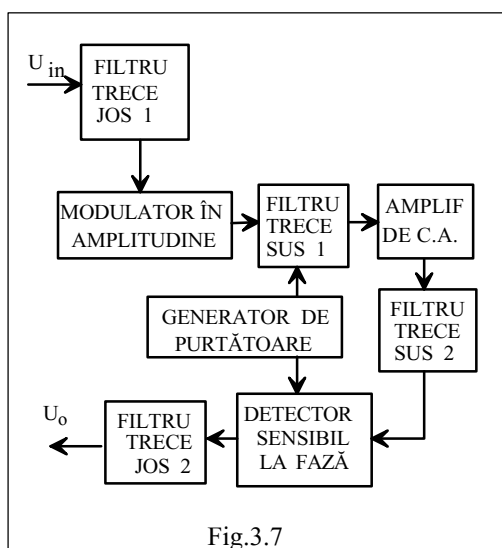 U in
FILTRU
TRECE
JOS 1
MODULATOR ÎN
AMPLITUDINE
FILTRU
TRECE
SUS 1
AMPLIF
DE C.A.
GENERATOR DE
PURTĂTOARE
FILTRU
TRECE
SUS 2
Uo
FILTRU
TRECE
JOS 2
DETECTOR
SENSIBIL
LA FAZĂ
Fig.3.7